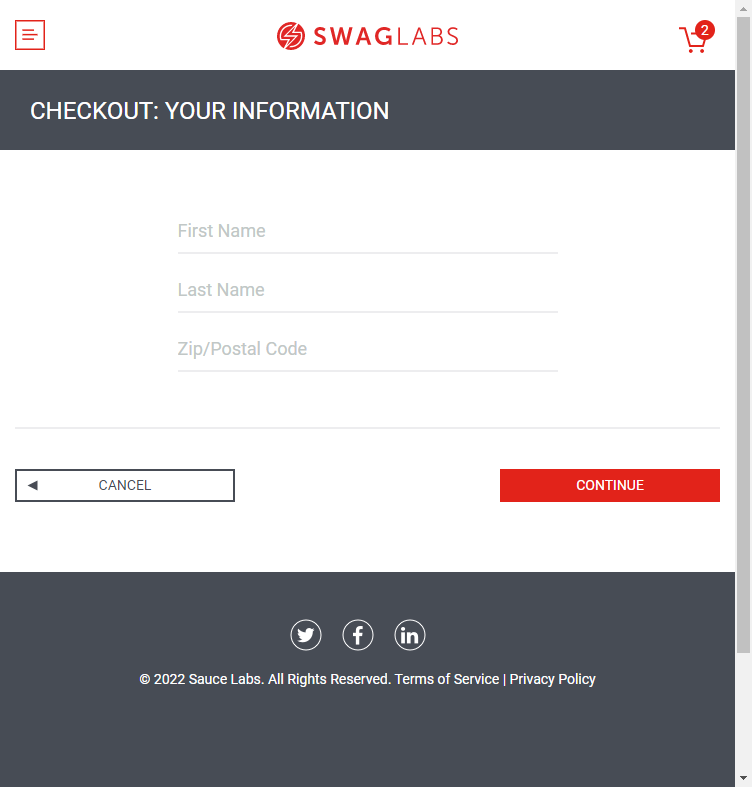 SWAGLABS
2
CHECKOUT: YOUR INFORMATION
First Name
Last Name
Zip/Postal Code
CANCEL
CONTINUE
© 2022 Sauce Labs. All Rights Reserved. Terms of Service | Privacy Policy